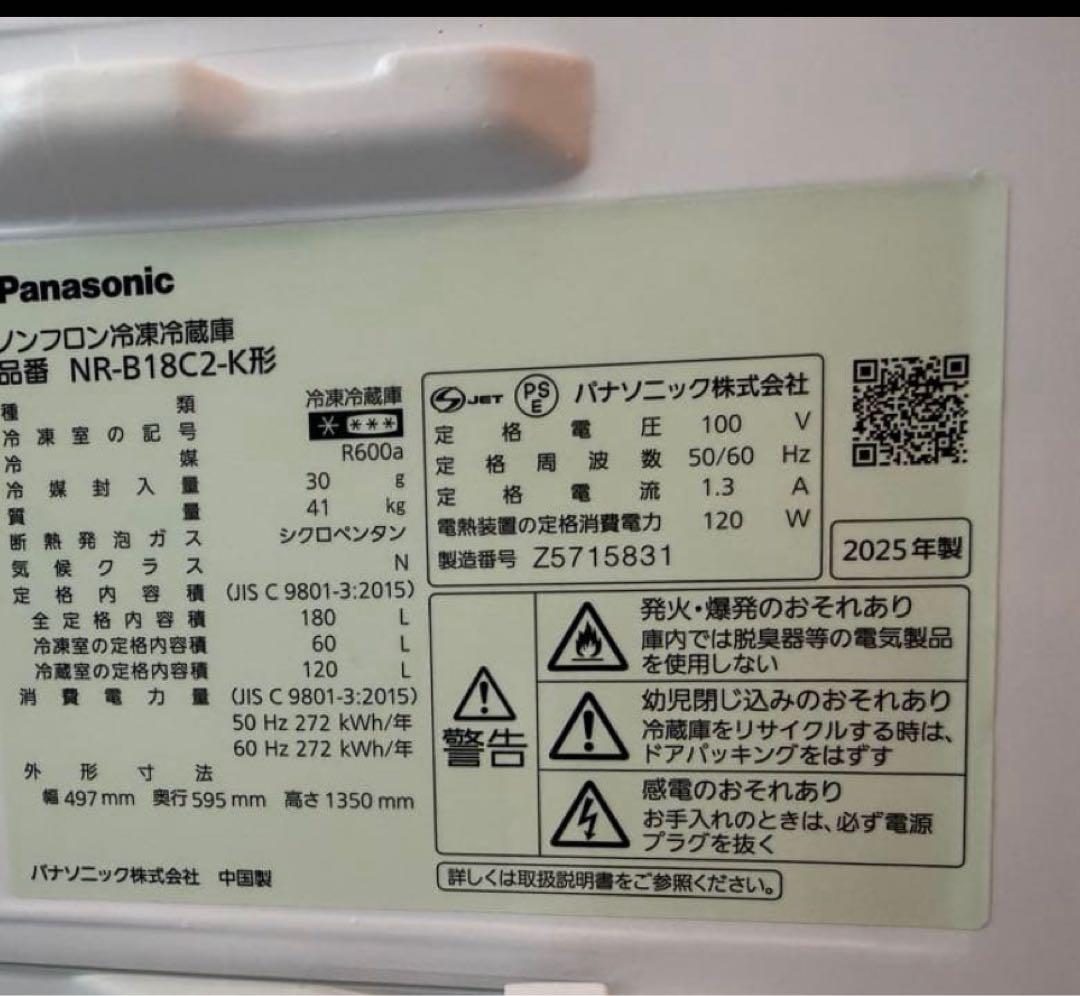 Panasonic
ノンフロン冷凍冷蔵庫
品番 NR-B18C2-K形
種類 冷凍冷蔵庫
冷凍室の記号 * ***
冷媒 R600a
冷媒封入量 30 g
質量 41 kg
断熱発泡ガス シクロペンタン
気候クラス N
定格内容積 (JIS C 9801-3:2015)
全定格内容積 180 L
冷凍室の定格内容積 60 L
冷蔵室の定格内容積 120 L
消費電力量 (JIS C 9801-3:2015)
50 Hz 272 kWh/年
60 Hz 272 kWh/年
外形寸法
幅 497 mm 奥行 595 mm 高さ 1350 mm
パナソニック株式会社 中国製
JET PSE パナソニック株式会社
定格電圧 100 V
定格周波数 50/60 Hz
定格電流 1.3 A
電熱装置の定格消費電力 120 W
製造番号 Z5715831
2025年製
警告
発火・爆発のおそれあり
庫内では脱臭器等の電気製品
を使用しない
幼児閉じ込みのおそれあり
冷蔵庫をリサイクルする時は、
ドアパッキングをはずす
感電のおそれあり
お手入れのときは、必ず電源
プラグを抜く
詳しくは取扱説明書をご参照ください。